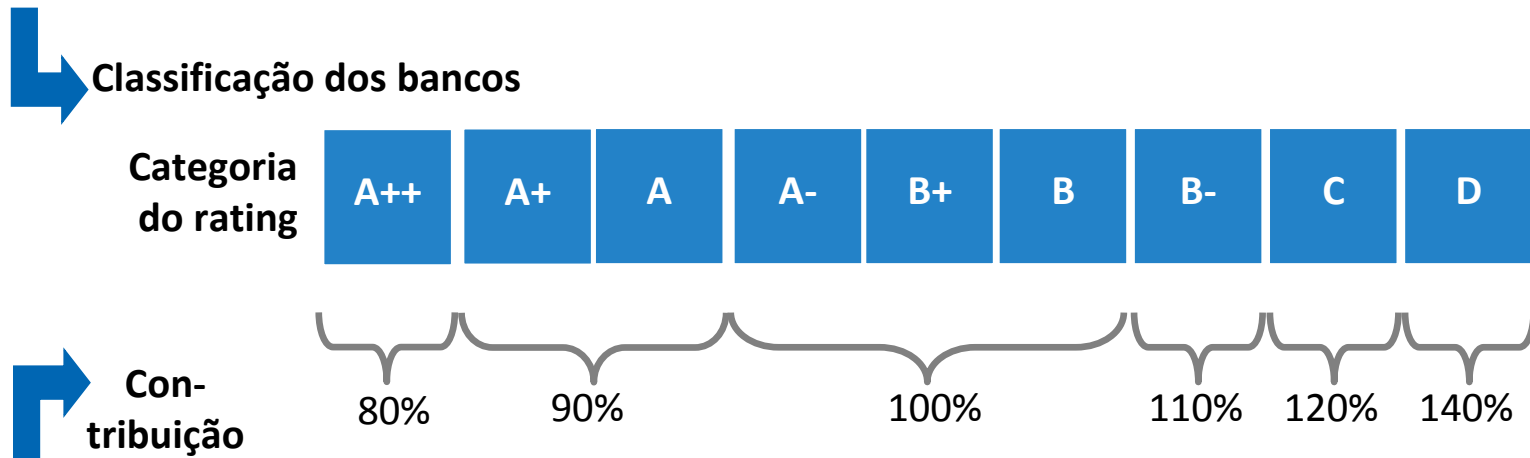 Classificação dos bancos
Categoria
do rating
A++ A+ A A- B+ B B- C D
Con-
tribuição
80% 90% 100% 110% 120% 140%